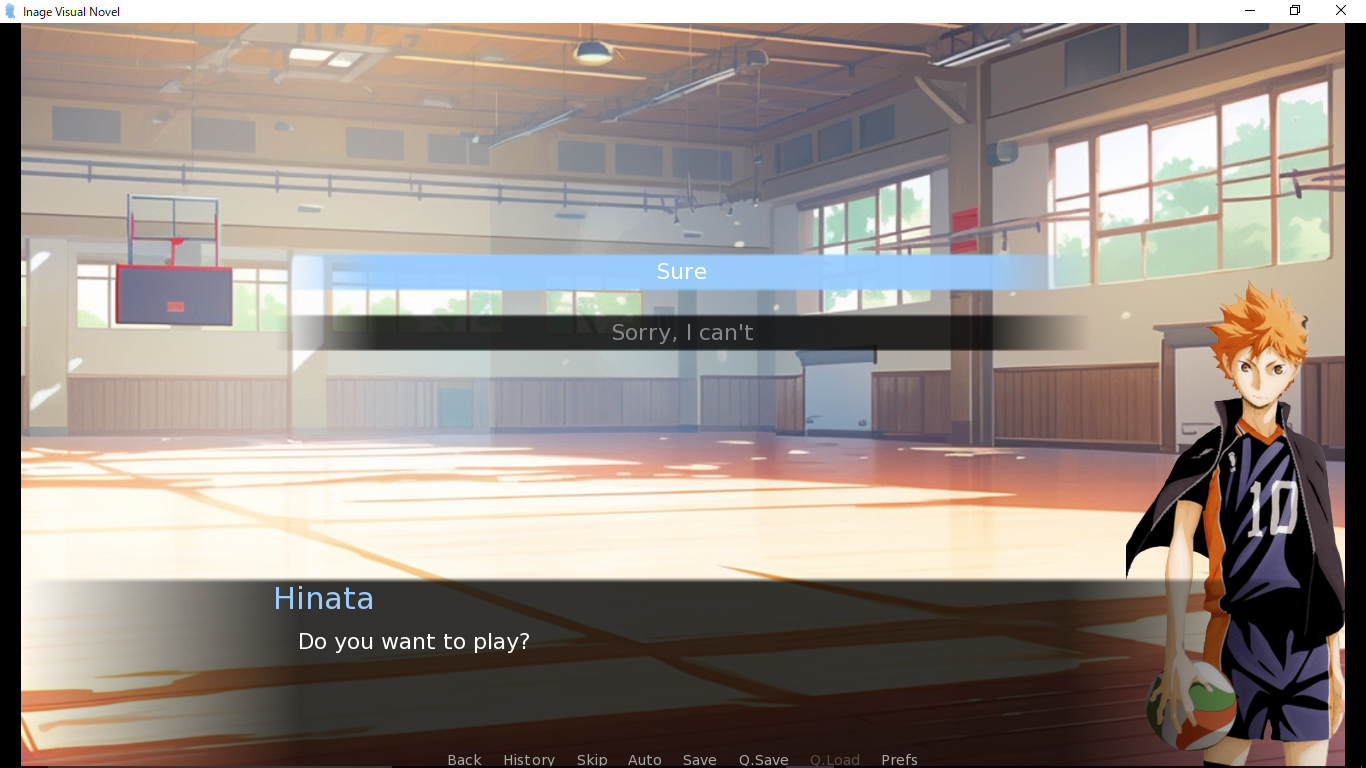 Inage Visual Novel
Sure
Sorry, I can't
10
Hinata
Do you want to play?
Back History Skip Auto Save Q.Save Q.Load Prefs